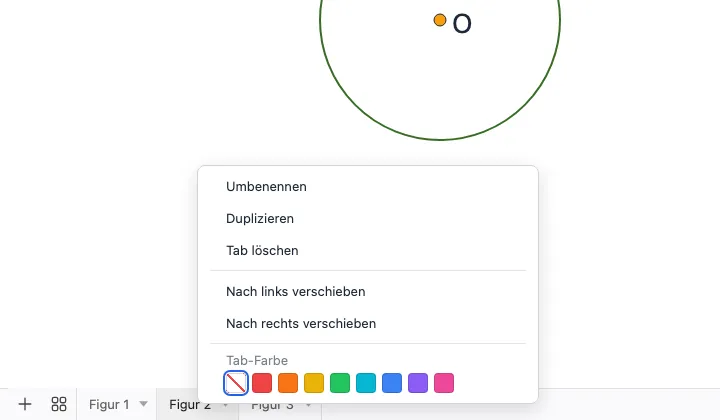 O
Umbenennen
Duplizieren
Tab löschen
Nach links verschieben
Nach rechts verschieben
Tab-Farbe
Figur 1
Figur 2
Figur 3